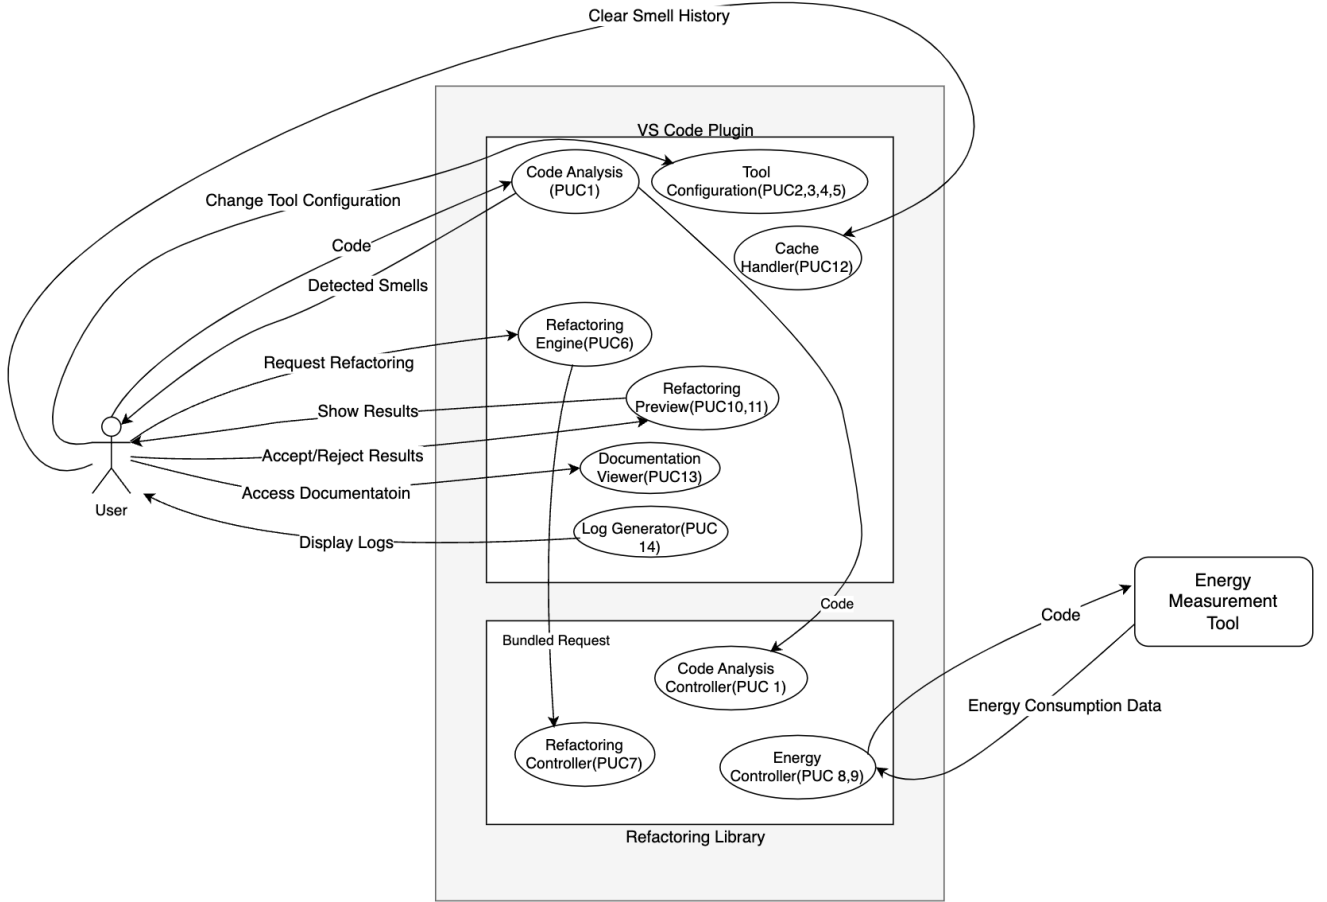 Clear Smell History
VS Code Plugin
Code Analysis
(PUC1)
Tool
Configuration(PUC2,3,4,5)
Change Tool Configuration
Code
Cache
Handler(PUC12)
Detected Smells
Refactoring
Engine(PUC6)
Request Refactoring
Refactoring
Preview(PUC10,11)
Show Results
Accept/Reject Results
Documentation
Viewer(PUC13)
Access Documentatoin
User
Log Generator(PUC
14)
Display Logs
Energy
Measurement
Tool
Code
Code
Bundled Request
Code Analysis
Controller(PUC 1)
Energy Consumption Data
Refactoring
Controller(PUC7)
Energy
Controller(PUC 8,9)
Refactoring Library